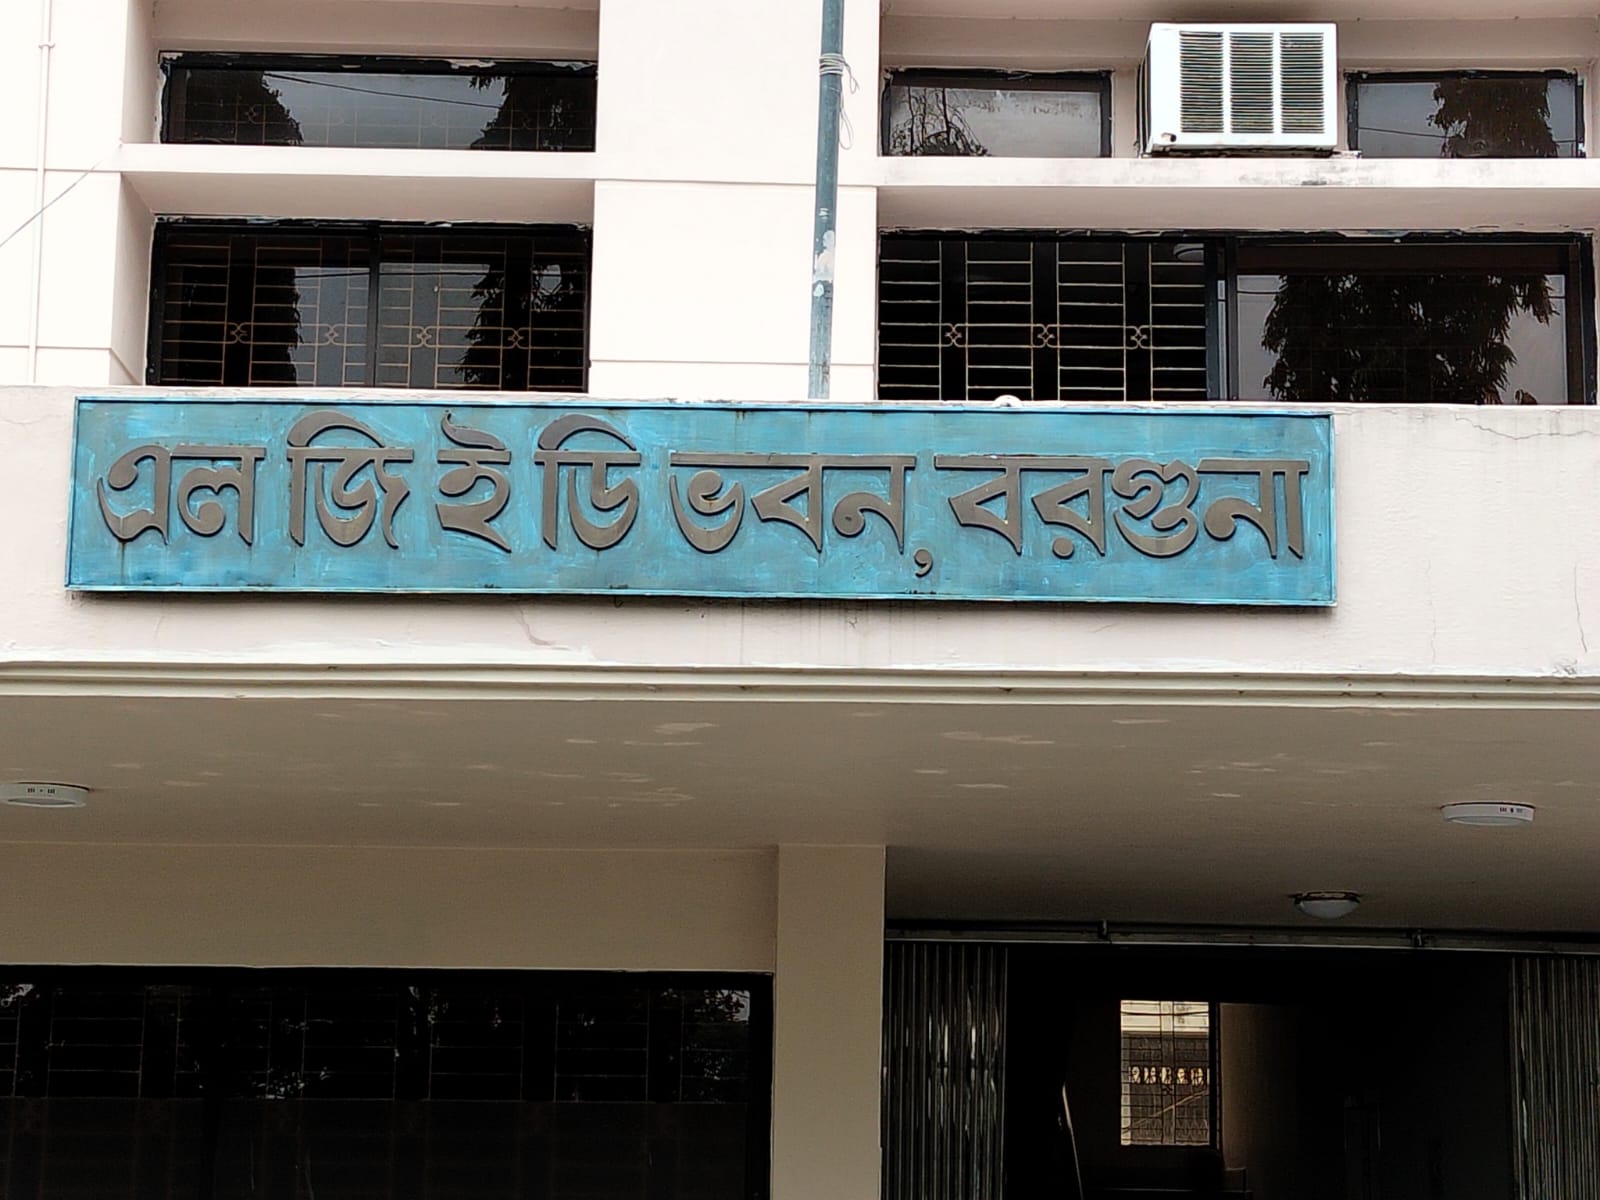 এল জি ই ডি ভবন, বরগুনা